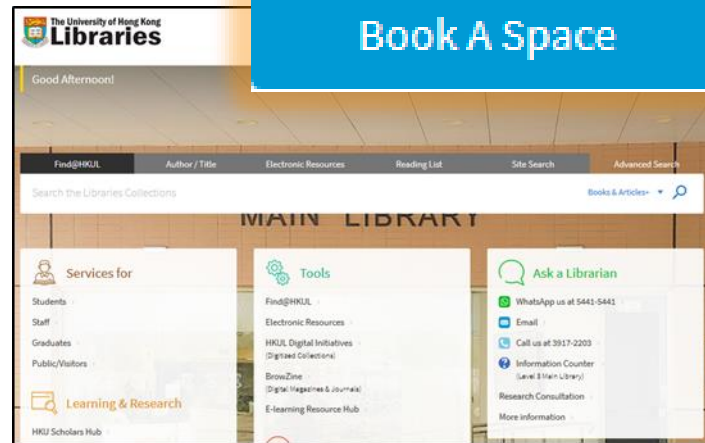 The University of Hong Kong
Libraries
Book A Space
Good Afternoon!
Find@HKUL
Author / Title
Electronic Resources
Reading List
Site Search
Advanced Search
Search the Libraries Collections
Books & Articles+
MAIN LIBRARY
Services for
Students
Staff
Graduates
Public/Visitors
Learning & Research
HKU Scholars Hub
Tools
Find@HKUL
Electronic Resources
HKUL Digital Initiatives
(Digitized Collections)
BrowZine
(Digital Magazines & Journals)
E-learning Resource Hub
Ask a Librarian
WhatsApp us at 5441-5441
Email
Call us at 3917-2203
Information Counter
(Level 3 Main Library)
Research Consultation
More information